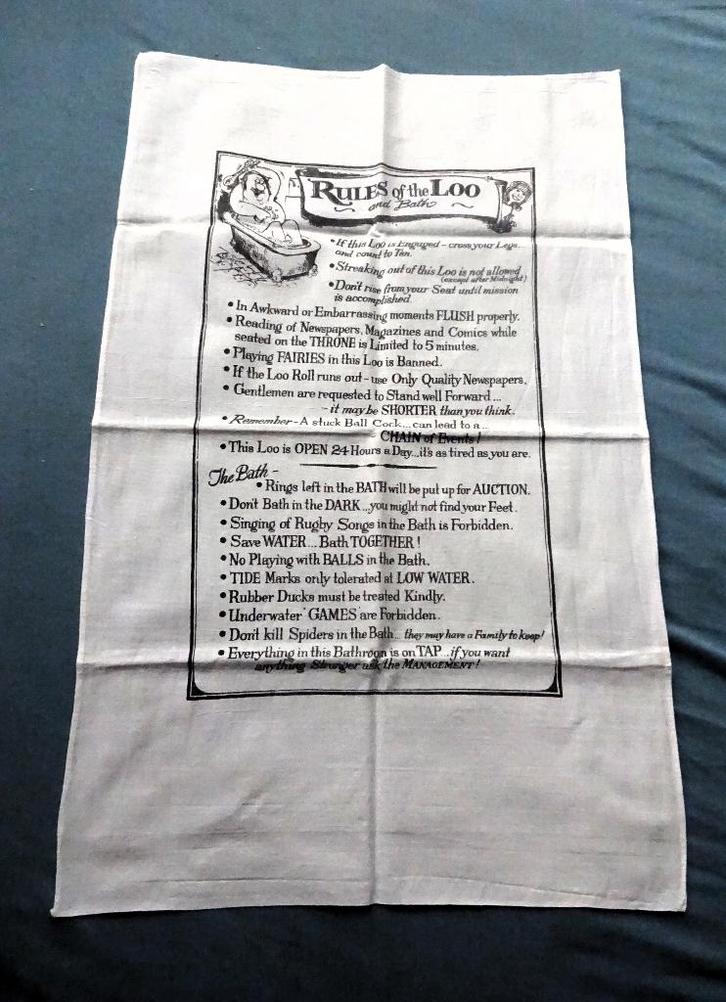 RULES of the LOO
and Bath
• If this Loo is Engaged - cross your Legs
and count to Ten.
• Streaking out of this Loo is not allowed
(except after Midnight)
• Don't rise from your Seat until mission
is accomplished.
• In Awkward or Embarrassing moments FLUSH properly.
• Reading of Newspapers, Magazines and Comics while
seated on the THRONE is Limited to 5 minutes.
• Playing FAIRIES in this Loo is Banned.
• If the Loo Roll runs out - use Only Quality Newspapers.
• Gentlemen are requested to Stand well Forward ...
- it may be SHORTER than you think.
• Remember - A stuck Ball Cock... can lead to a...
CHAIN of Events!
• This Loo is OPEN 24 Hours a Day...it's as tired as you are.
The Bath -
• Rings left in the BATH will be put up for AUCTION.
• Don't Bath in the DARK ...you might not find your Feet.
• Singing of Rugby Songs in the Bath is Forbidden.
• Save WATER... Bath TOGETHER!
• No Playing with BALLS in the Bath.
• TIDE Marks only tolerated at LOW WATER.
• Rubber Ducks must be treated Kindly.
• Underwater GAMES are Forbidden.
• Don't kill Spiders in the Bath... they may have a Family to keep!
• Everything in this Bathroom is on TAP...if you want
anything Stronger ask the MANAGEMENT!